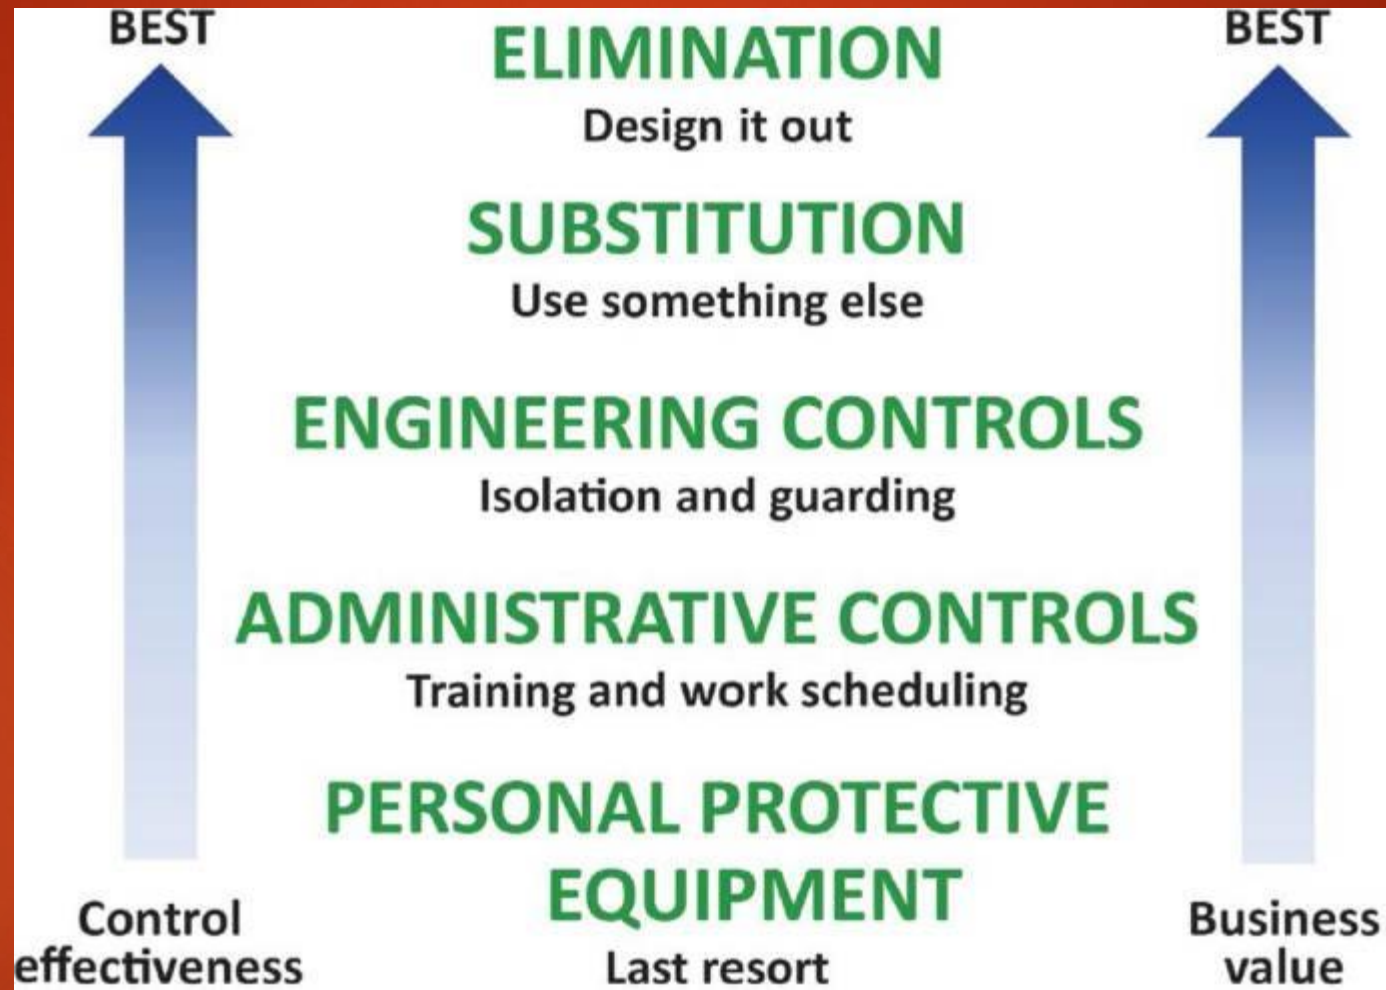 BEST
BEST
ELIMINATION
Design it out
SUBSTITUTION
Use something else
ENGINEERING CONTROLS
Isolation and guarding
ADMINISTRATIVE CONTROLS
Training and work scheduling
PERSONAL PROTECTIVE
EQUIPMENT
Last resort
Control
effectiveness
Business
value